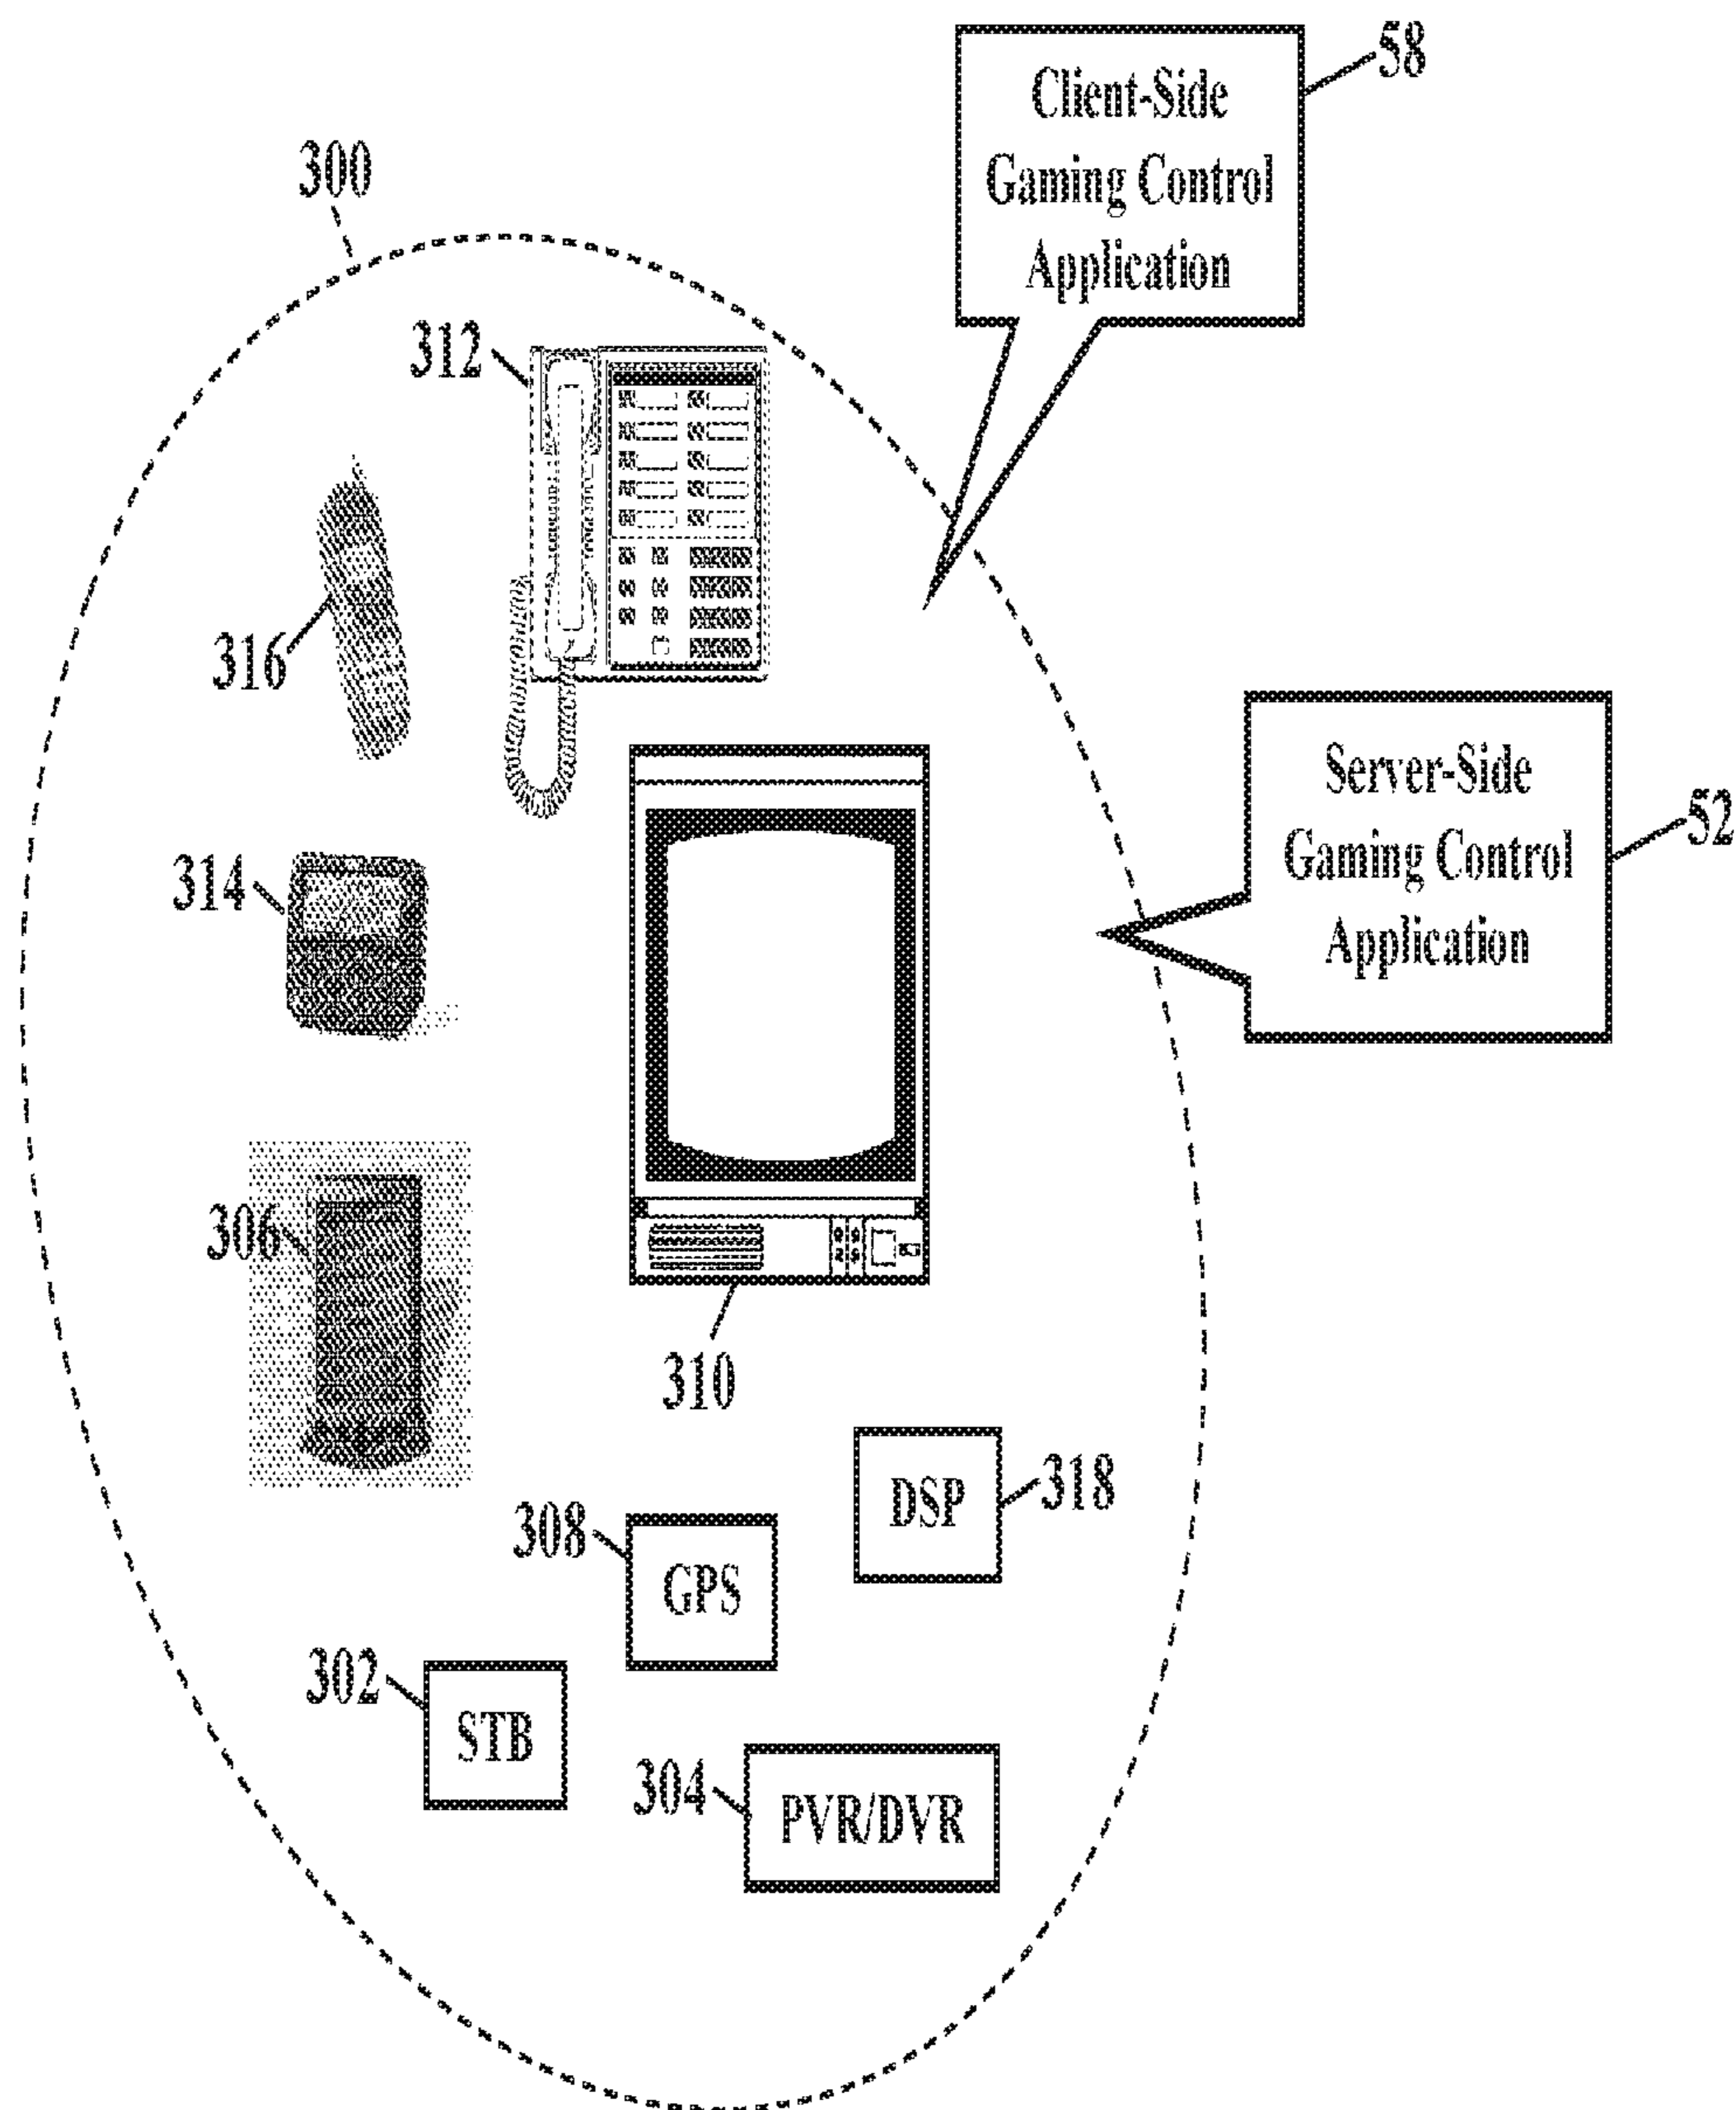 58
Client-Side
Gaming Control
Application
300
312
316
Server-Side
Gaming Control
Application
52
314
306
310
DSP
318
308
GPS
302
STB
304
PVR/DVR